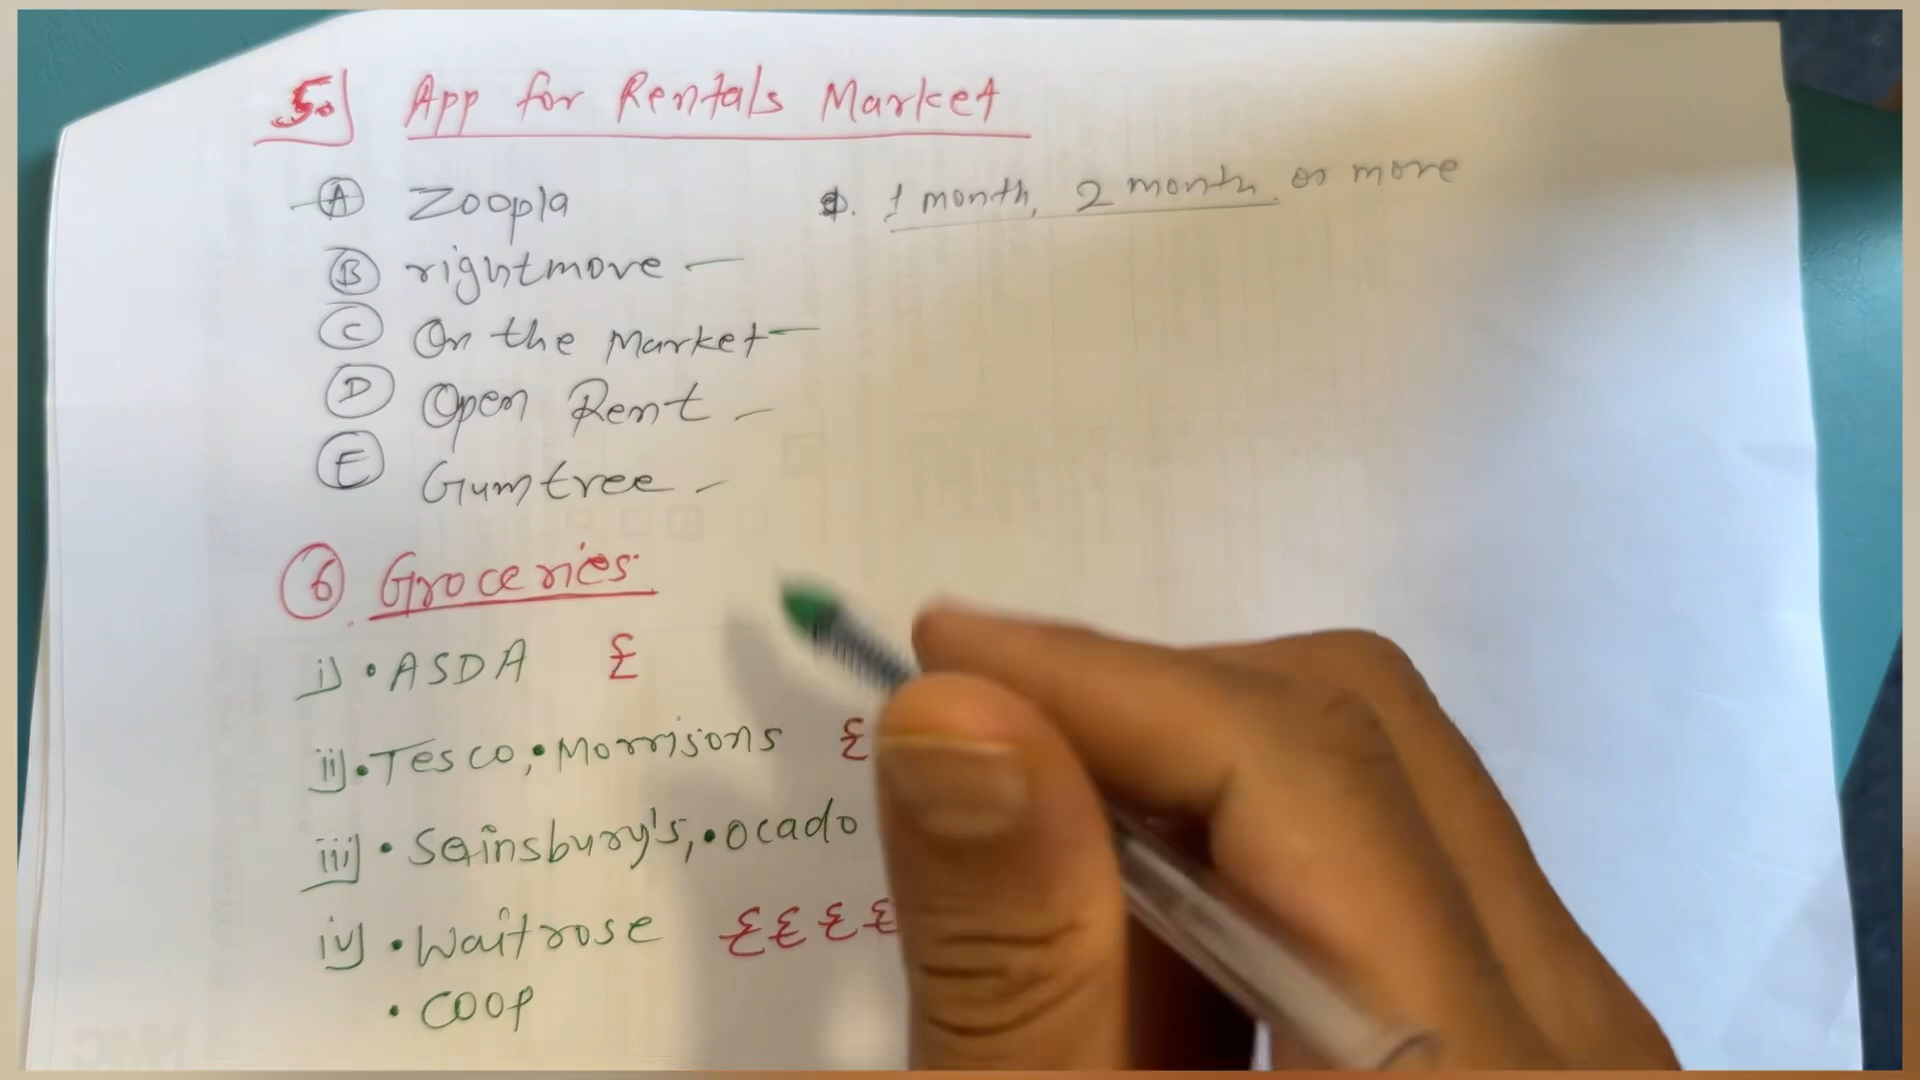 5. App for Rentals Market
A Zoopla
1 month, 2 month or more
B rightmove -
C On the Market -
D Open Rent -
E Gumtree -
6 Groceries
i) • ASDA £
ii) • Tesco, • Morrisons £
iii) • Sainsbury's, • ocado
iv) • Waitrose ££££
• COOP